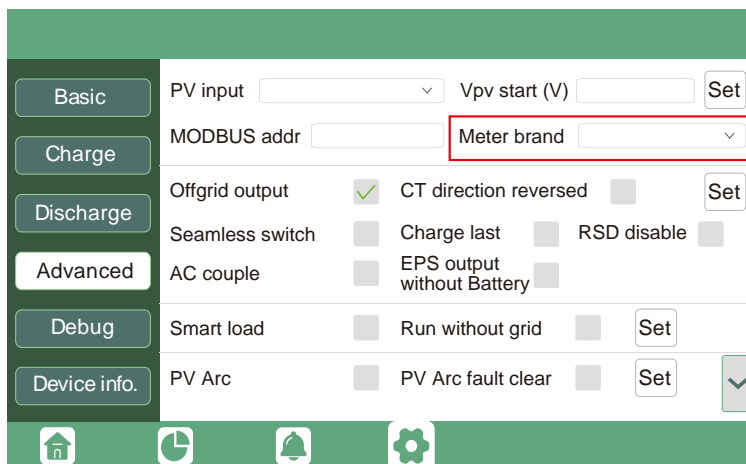 Basic
Charge
Discharge
Advanced
Debug
Device info.
PV input Vpv start (V) Set
MODBUS addr Meter brand
Offgrid output CT direction reversed Set
Seamless switch Charge last RSD disable
AC couple EPS output
without Battery
Smart load Run without grid Set
PV Arc PV Arc fault clear Set